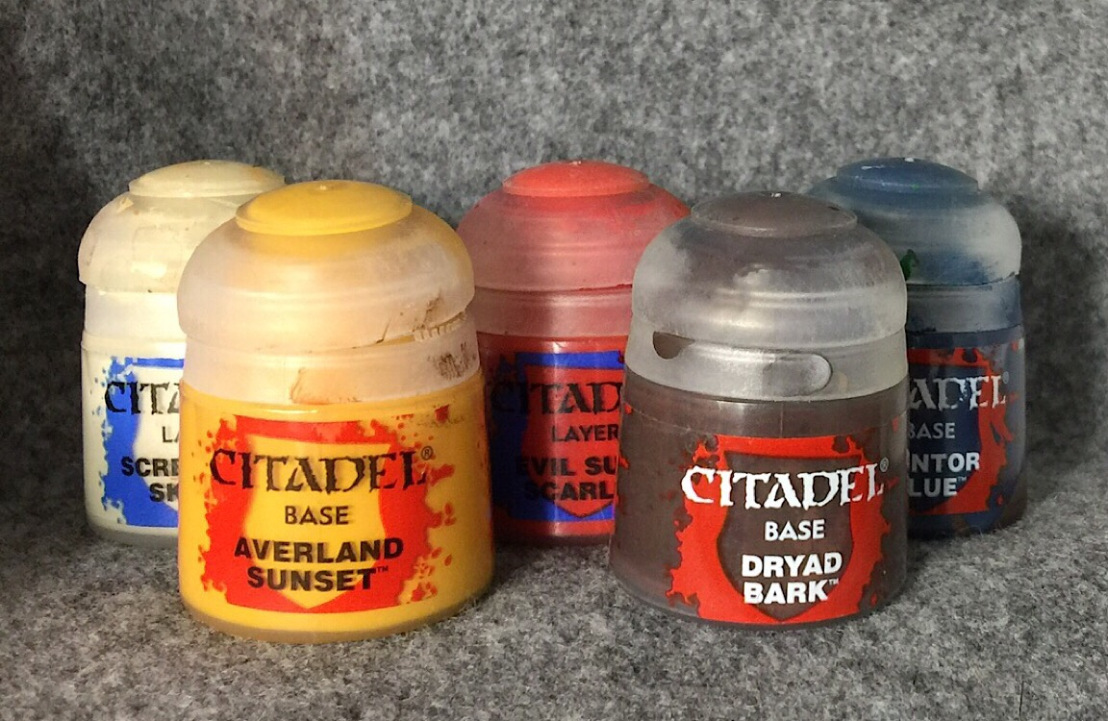 CITADEL®
BASE
AVERLAND
SUNSET™
CITADEL®
BASE
DRYAD
BARK™
CITA
LA
SCRE
SK
CITAD
LAYER
EVIL SU
SCARL
ADEL®
BASE
NTOR
LUE™